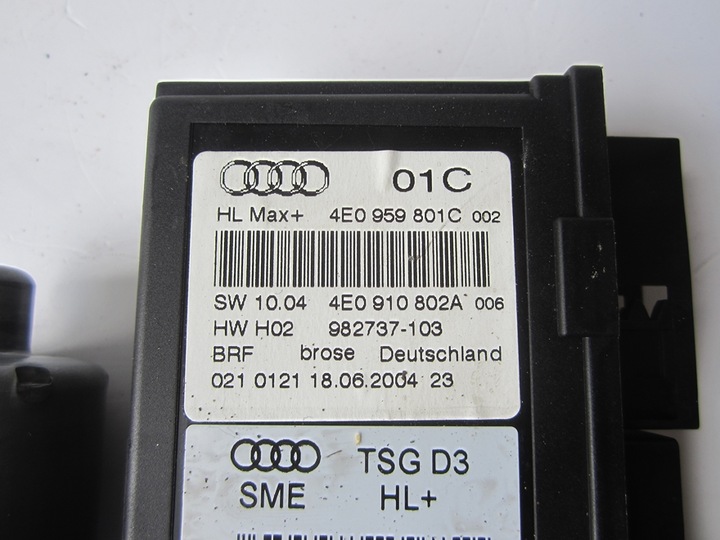 01C
HL Max+ 4E0 959 801C 002
SW 10.04 4E0 910 802A 006
HW H02 982737-103
BRF brose Deutschland
021 0121 18.06.2004 23
TSG D3
SME HL+